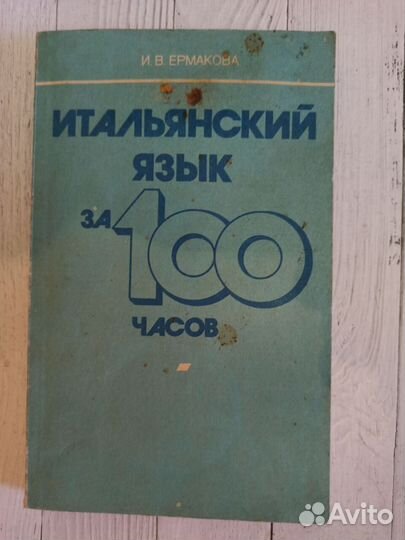 И. В. ЕРМАКОВА
ИТАЛЬЯНСКИЙ
ЯЗЫК
ЗА 100
ЧАСОВ
Avito